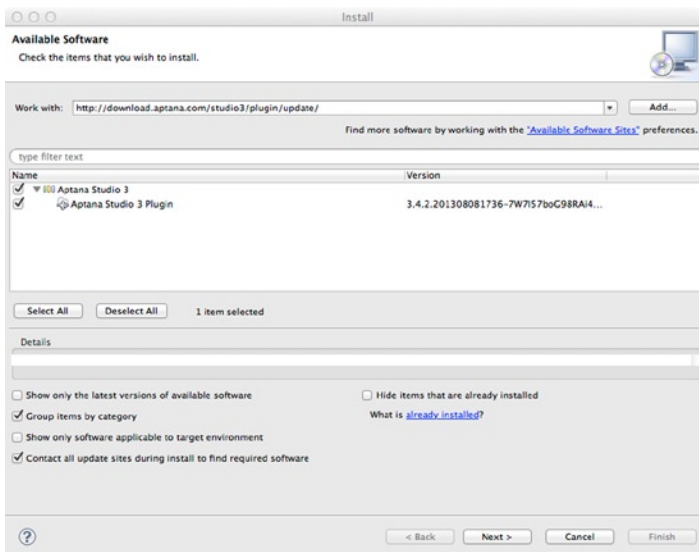 Install
Available Software
Check the items that you wish to install.
Work with: http://download.aptana.com/studio3/plugin/update/ Add...
Find more software by working with the "Available Software Sites" preferences.
type filter text
Name Version
Aptana Studio 3
Aptana Studio 3 Plugin 3.4.2.201308081736-7W7I57boG98RAi4...
Select All Deselect All 1 item selected
Details
Show only the latest versions of available software Hide items that are already installed
Group items by category What is already installed?
Show only software applicable to target environment
Contact all update sites during install to find required software
? < Back Next > Cancel Finish